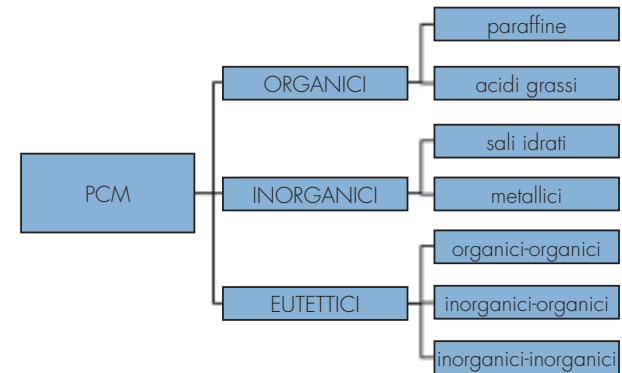 PCM
ORGANICI
paraffine
acidi grassi
INORGANICI
sali idrati
metallici
EUTETTICI
organici-organici
inorganici-organici
inorganici-inorganici